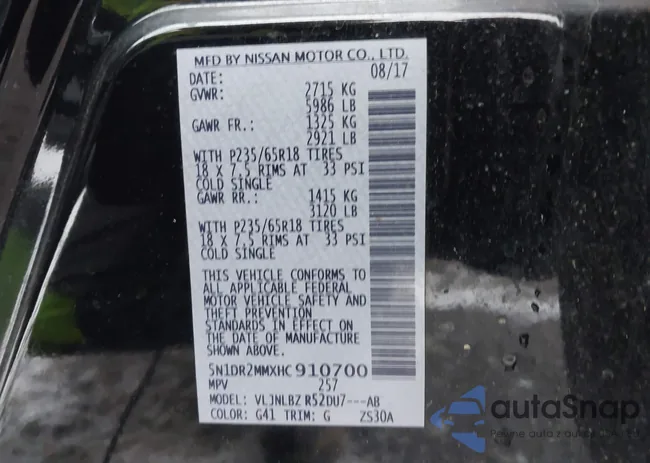 MFD BY NISSAN MOTOR CO., LTD.
DATE: 08/17
GVWR: 2715 KG
5986 LB
GAWR FR.: 1325 KG
2921 LB
WITH P235/65R18 TIRES
18 X 7.5 RIMS AT 33 PSI
COLD SINGLE
GAWR RR.: 1415 KG
3120 LB
WITH P235/65R18 TIRES
18 X 7.5 RIMS AT 33 PSI
COLD SINGLE
THIS VEHICLE CONFORMS TO
ALL APPLICABLE FEDERAL
MOTOR VEHICLE SAFETY AND
THEFT PREVENTION
STANDARDS IN EFFECT ON
THE DATE OF MANUFACTURE
SHOWN ABOVE.
5N1DR2MMXHC910700
MPV 257
MODEL: VLJNLBZ R52DU7---AB
COLOR: G41 TRIM: G ZS30A
autoSnap
Pewne auta z aukcji